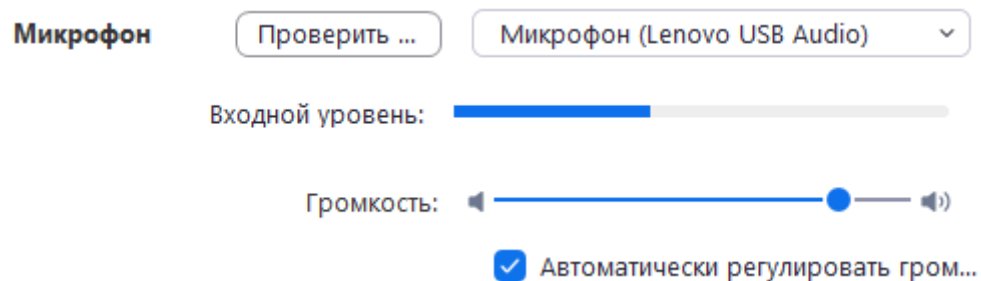 Микрофон Проверить ... Микрофон (Lenovo USB Audio)
Входной уровень:
Громкость:
Автоматически регулировать гром...